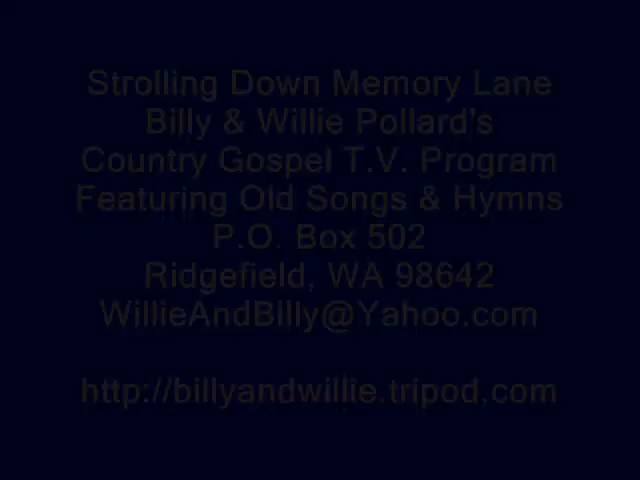 Strolling Down Memory Lane
Billy & Willie Pollard's
Country Gospel T.V. Program
Featuring Old Songs & Hymns
P.O. Box 502
Ridgefield, WA 98642
WillieAndBilly@Yahoo.com
http://billyandwillie.tripod.com